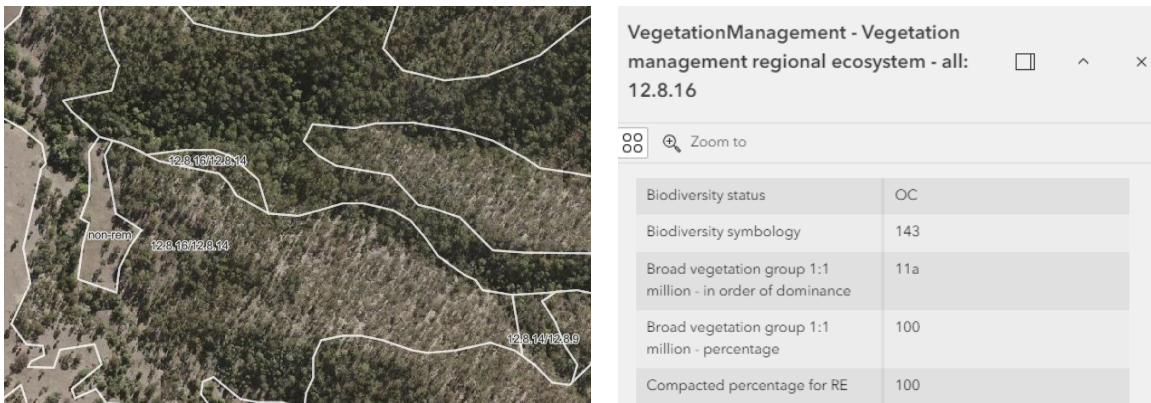 12.8.16/12.8.14
non-rem
12.8.16/12.8.14
12.8.14/12.8.9
VegetationManagement - Vegetation
management regional ecosystem - all:
12.8.16
Zoom to
Biodiversity status OC
Biodiversity symbology 143
Broad vegetation group 1:1 11a
million - in order of dominance
Broad vegetation group 1:1 100
million - percentage
Compacted percentage for RE 100